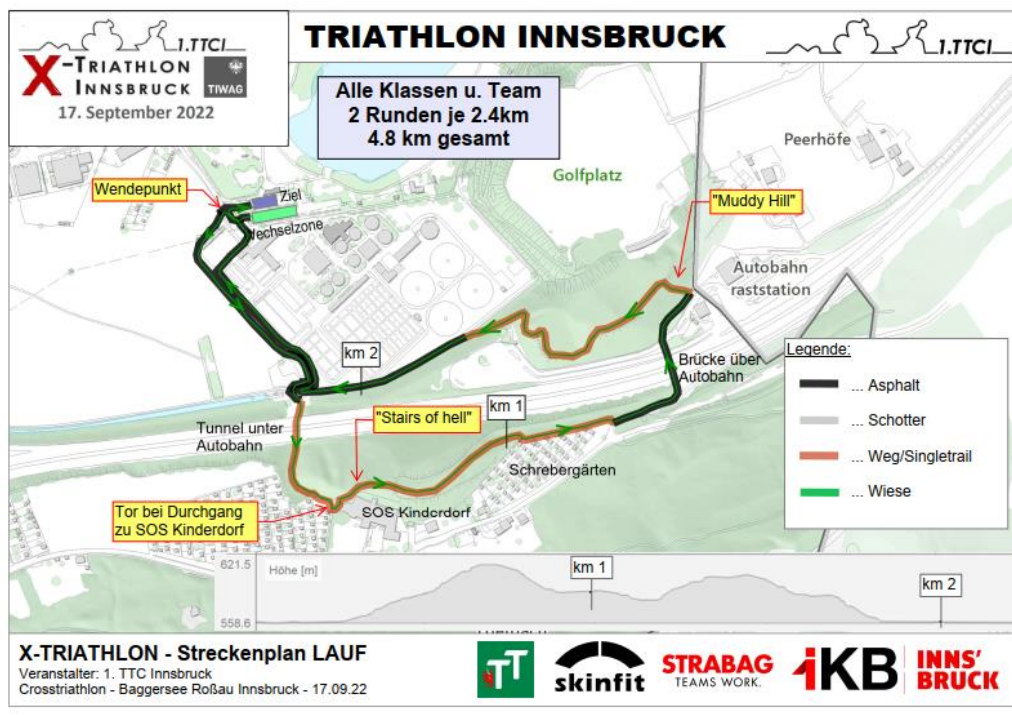 1.TTCI
X-TRIATHLON
INNSBRUCK
TIWAG
17. September 2022
TRIATHLON INNSBRUCK
1.TTCI
Alle Klassen u. Team
2 Runden je 2.4km
4.8 km gesamt
Peerhöfe
Golfplatz
Wendepunkt
Ziel
Wechselzone
"Muddy Hill"
Autobahn
raststation
km 2
Brücke über
Autobahn
Legende:
... Asphalt
... Schotter
... Weg/Singletrail
... Wiese
"Stairs of hell"
km 1
Tunnel unter
Autobahn
Schrebergärten
Tor bei Durchgang
zu SOS Kinderdorf
SOS Kinderdorf
621.5
Höhe [m]
km 1
km 2
558.6
X-TRIATHLON - Streckenplan LAUF
Veranstalter: 1. TTC Innsbruck
Crosstriathlon - Baggersee Roßau Innsbruck - 17.09.22
TT
skinfit
STRABAG
TEAMS WORK.
IKB
INNS'
BRUCK